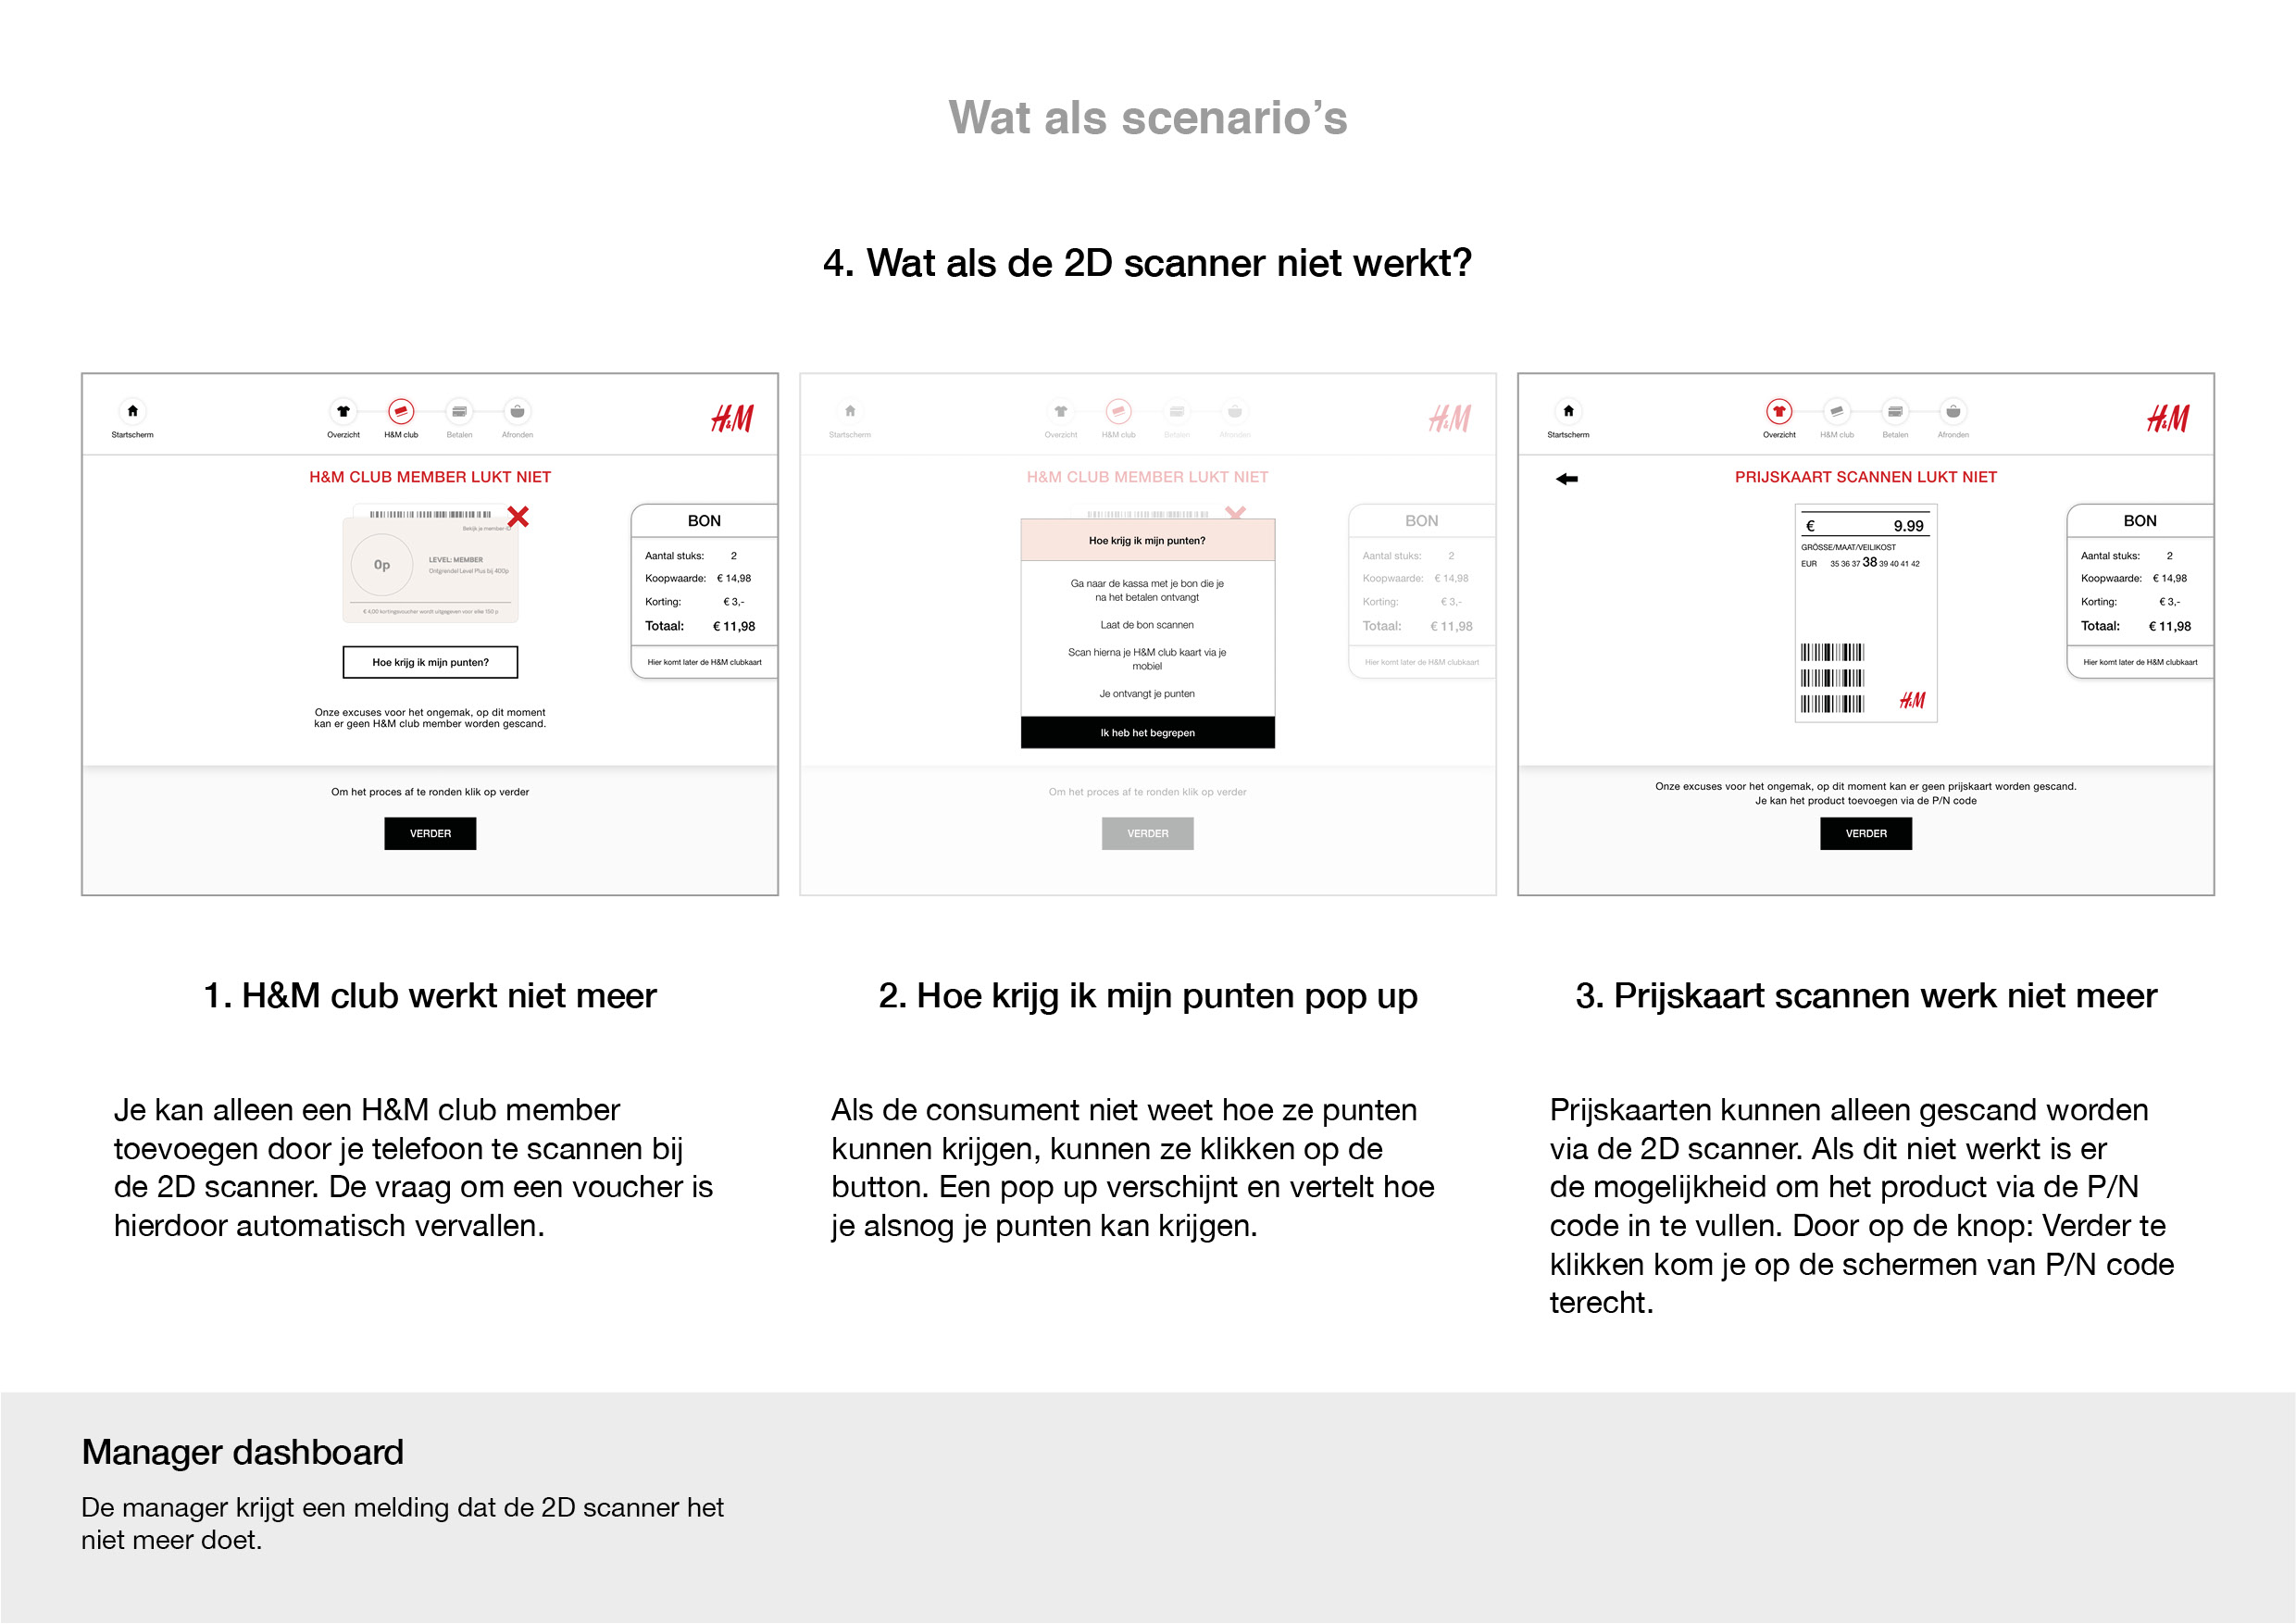 Wat als scenario's
4. Wat als de 2D scanner niet werkt?
Startscherm
Overzicht H&M club Betalen Afronden
H&M
H&M CLUB MEMBER LUKT NIET
Bekijk je member ID
0p
LEVEL: MEMBER
Ontgrendel Level Plus bij 400p
€ 4,00 kortingsvoucher wordt uitgegeven voor elke 150 p
Hoe krijg ik mijn punten?
Onze excuses voor het ongemak, op dit moment
kan er geen H&M club member worden gescand.
BON
Aantal stuks: 2
Koopwaarde: € 14,98
Korting: € 3,-
Totaal: € 11,98
Hier komt later de H&M clubkaart
Om het proces af te ronden klik op verder
VERDER
Startscherm
Overzicht H&M club Betalen Afronden
H&M
H&M CLUB MEMBER LUKT NIET
Hoe krijg ik mijn punten?
Ga naar de kassa met je bon die je
na het betalen ontvangt
Laat de bon scannen
Scan hierna je H&M club kaart via je
mobiel
Je ontvangt je punten
Ik heb het begrepen
BON
Aantal stuks: 2
Koopwaarde: € 14,98
Korting: € 3,-
Totaal: € 11,98
Hier komt later de H&M clubkaart
Om het proces af te ronden klik op verder
VERDER
Startscherm
Overzicht H&M club Betalen Afronden
H&M
PRIJSKAART SCANNEN LUKT NIET
€ 9.99
GRÖSSE/MAAT/VEILIKOST
EUR 35 36 37 38 39 40 41 42
H&M
BON
Aantal stuks: 2
Koopwaarde: € 14,98
Korting: € 3,-
Totaal: € 11,98
Hier komt later de H&M clubkaart
Onze excuses voor het ongemak, op dit moment kan er geen prijskaart worden gescand.
Je kan het product toevoegen via de P/N code
VERDER
1. H&M club werkt niet meer
Je kan alleen een H&M club member
toevoegen door je telefoon te scannen bij
de 2D scanner. De vraag om een voucher is
hierdoor automatisch vervallen.
2. Hoe krijg ik mijn punten pop up
Als de consument niet weet hoe ze punten
kunnen krijgen, kunnen ze klikken op de
button. Een pop up verschijnt en vertelt hoe
je alsnog je punten kan krijgen.
3. Prijskaart scannen werk niet meer
Prijskaarten kunnen alleen gescand worden
via de 2D scanner. Als dit niet werkt is er
de mogelijkheid om het product via de P/N
code in te vullen. Door op de knop: Verder te
klikken kom je op de schermen van P/N code
terecht.
Manager dashboard
De manager krijgt een melding dat de 2D scanner het
niet meer doet.